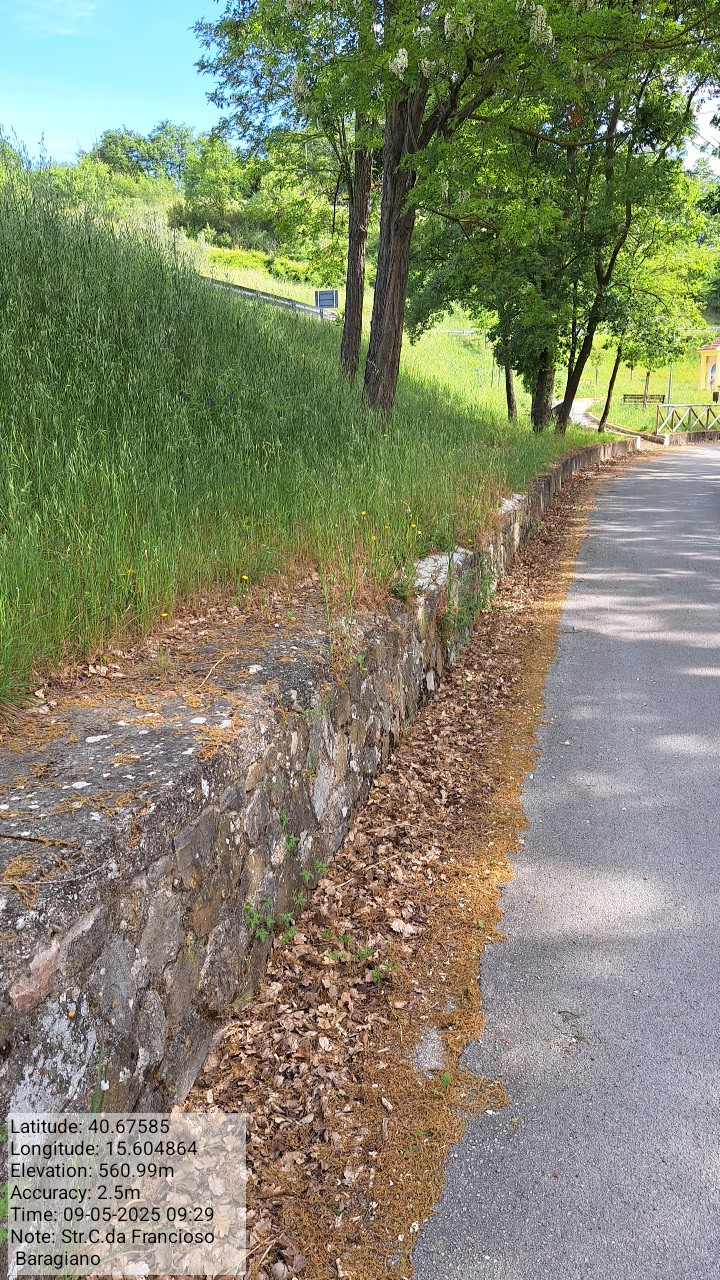 Latitude: 40.67585
Longitude: 15.604864
Elevation: 560.99m
Accuracy: 2.5m
Time: 09-05-2025 09:29
Note: Str.C.da Francioso
Baragiano